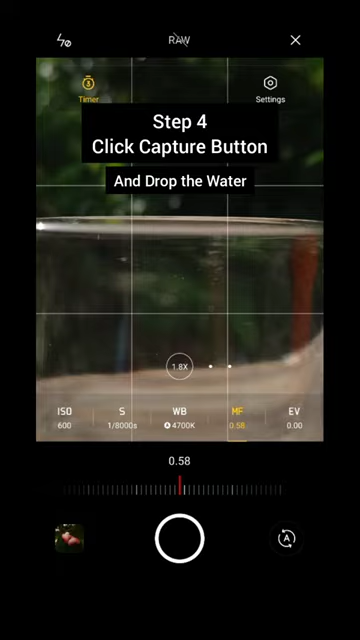 RAW
Timer
Settings
Step 4
Click Capture Button
And Drop the Water
1.8X
ISO
S
WB
MF
EV
600
1/8000s
4700K
0.58
0.00
0.58
A